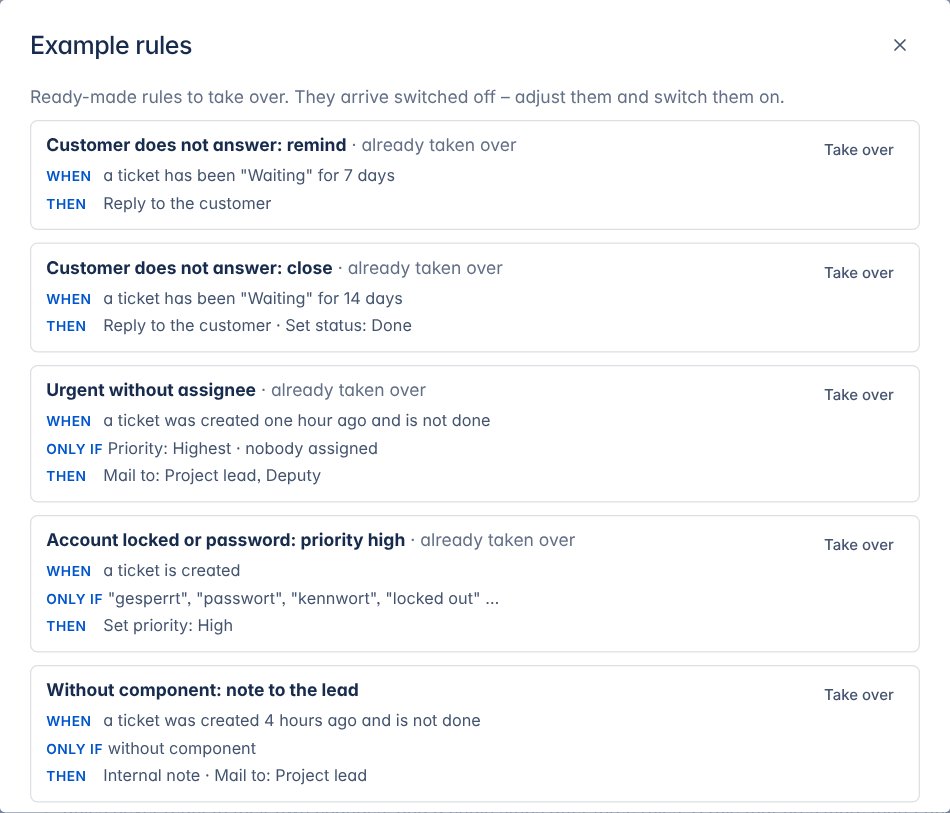 Example rules
Ready-made rules to take over. They arrive switched off – adjust them and switch them on.
Customer does not answer: remind · already taken over
Take over
WHEN a ticket has been "Waiting" for 7 days
THEN Reply to the customer
Customer does not answer: close · already taken over
Take over
WHEN a ticket has been "Waiting" for 14 days
THEN Reply to the customer · Set status: Done
Urgent without assignee · already taken over
Take over
WHEN a ticket was created one hour ago and is not done
ONLY IF Priority: Highest · nobody assigned
THEN Mail to: Project lead, Deputy
Account locked or password: priority high · already taken over
Take over
WHEN a ticket is created
ONLY IF "gesperrt", "passwort", "kennwort", "locked out" ...
THEN Set priority: High
Without component: note to the lead
Take over
WHEN a ticket was created 4 hours ago and is not done
ONLY IF without component
THEN Internal note · Mail to: Project lead